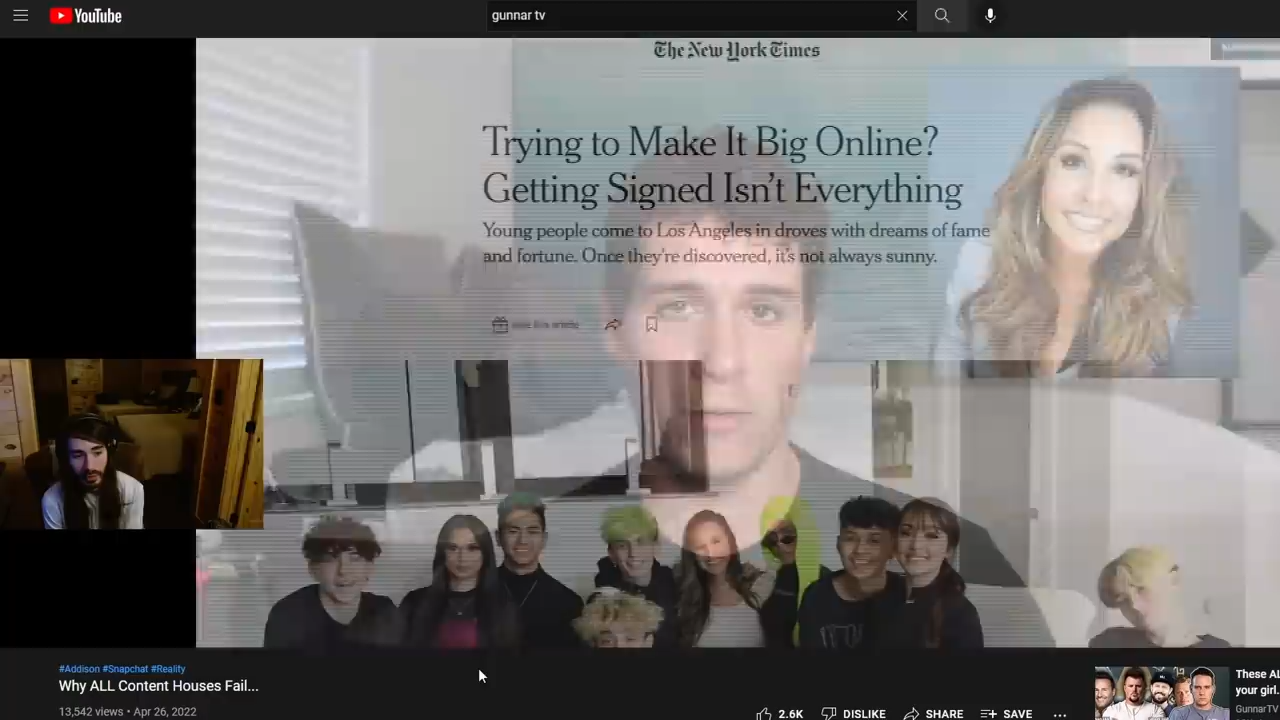 YouTube
gunnar tv
The New York Times
Trying to Make It Big Online?
Getting Signed Isn't Everything
Young people come to Los Angeles in droves with dreams of fame
and fortune. Once they're discovered, it's not always sunny.
#Addison #Snapchat #Reality
Why ALL Content Houses Fail...
13,542 views • Apr 26, 2022
2.6K DISLIKE SHARE SAVE
These AL
your girl.
GunnarTV